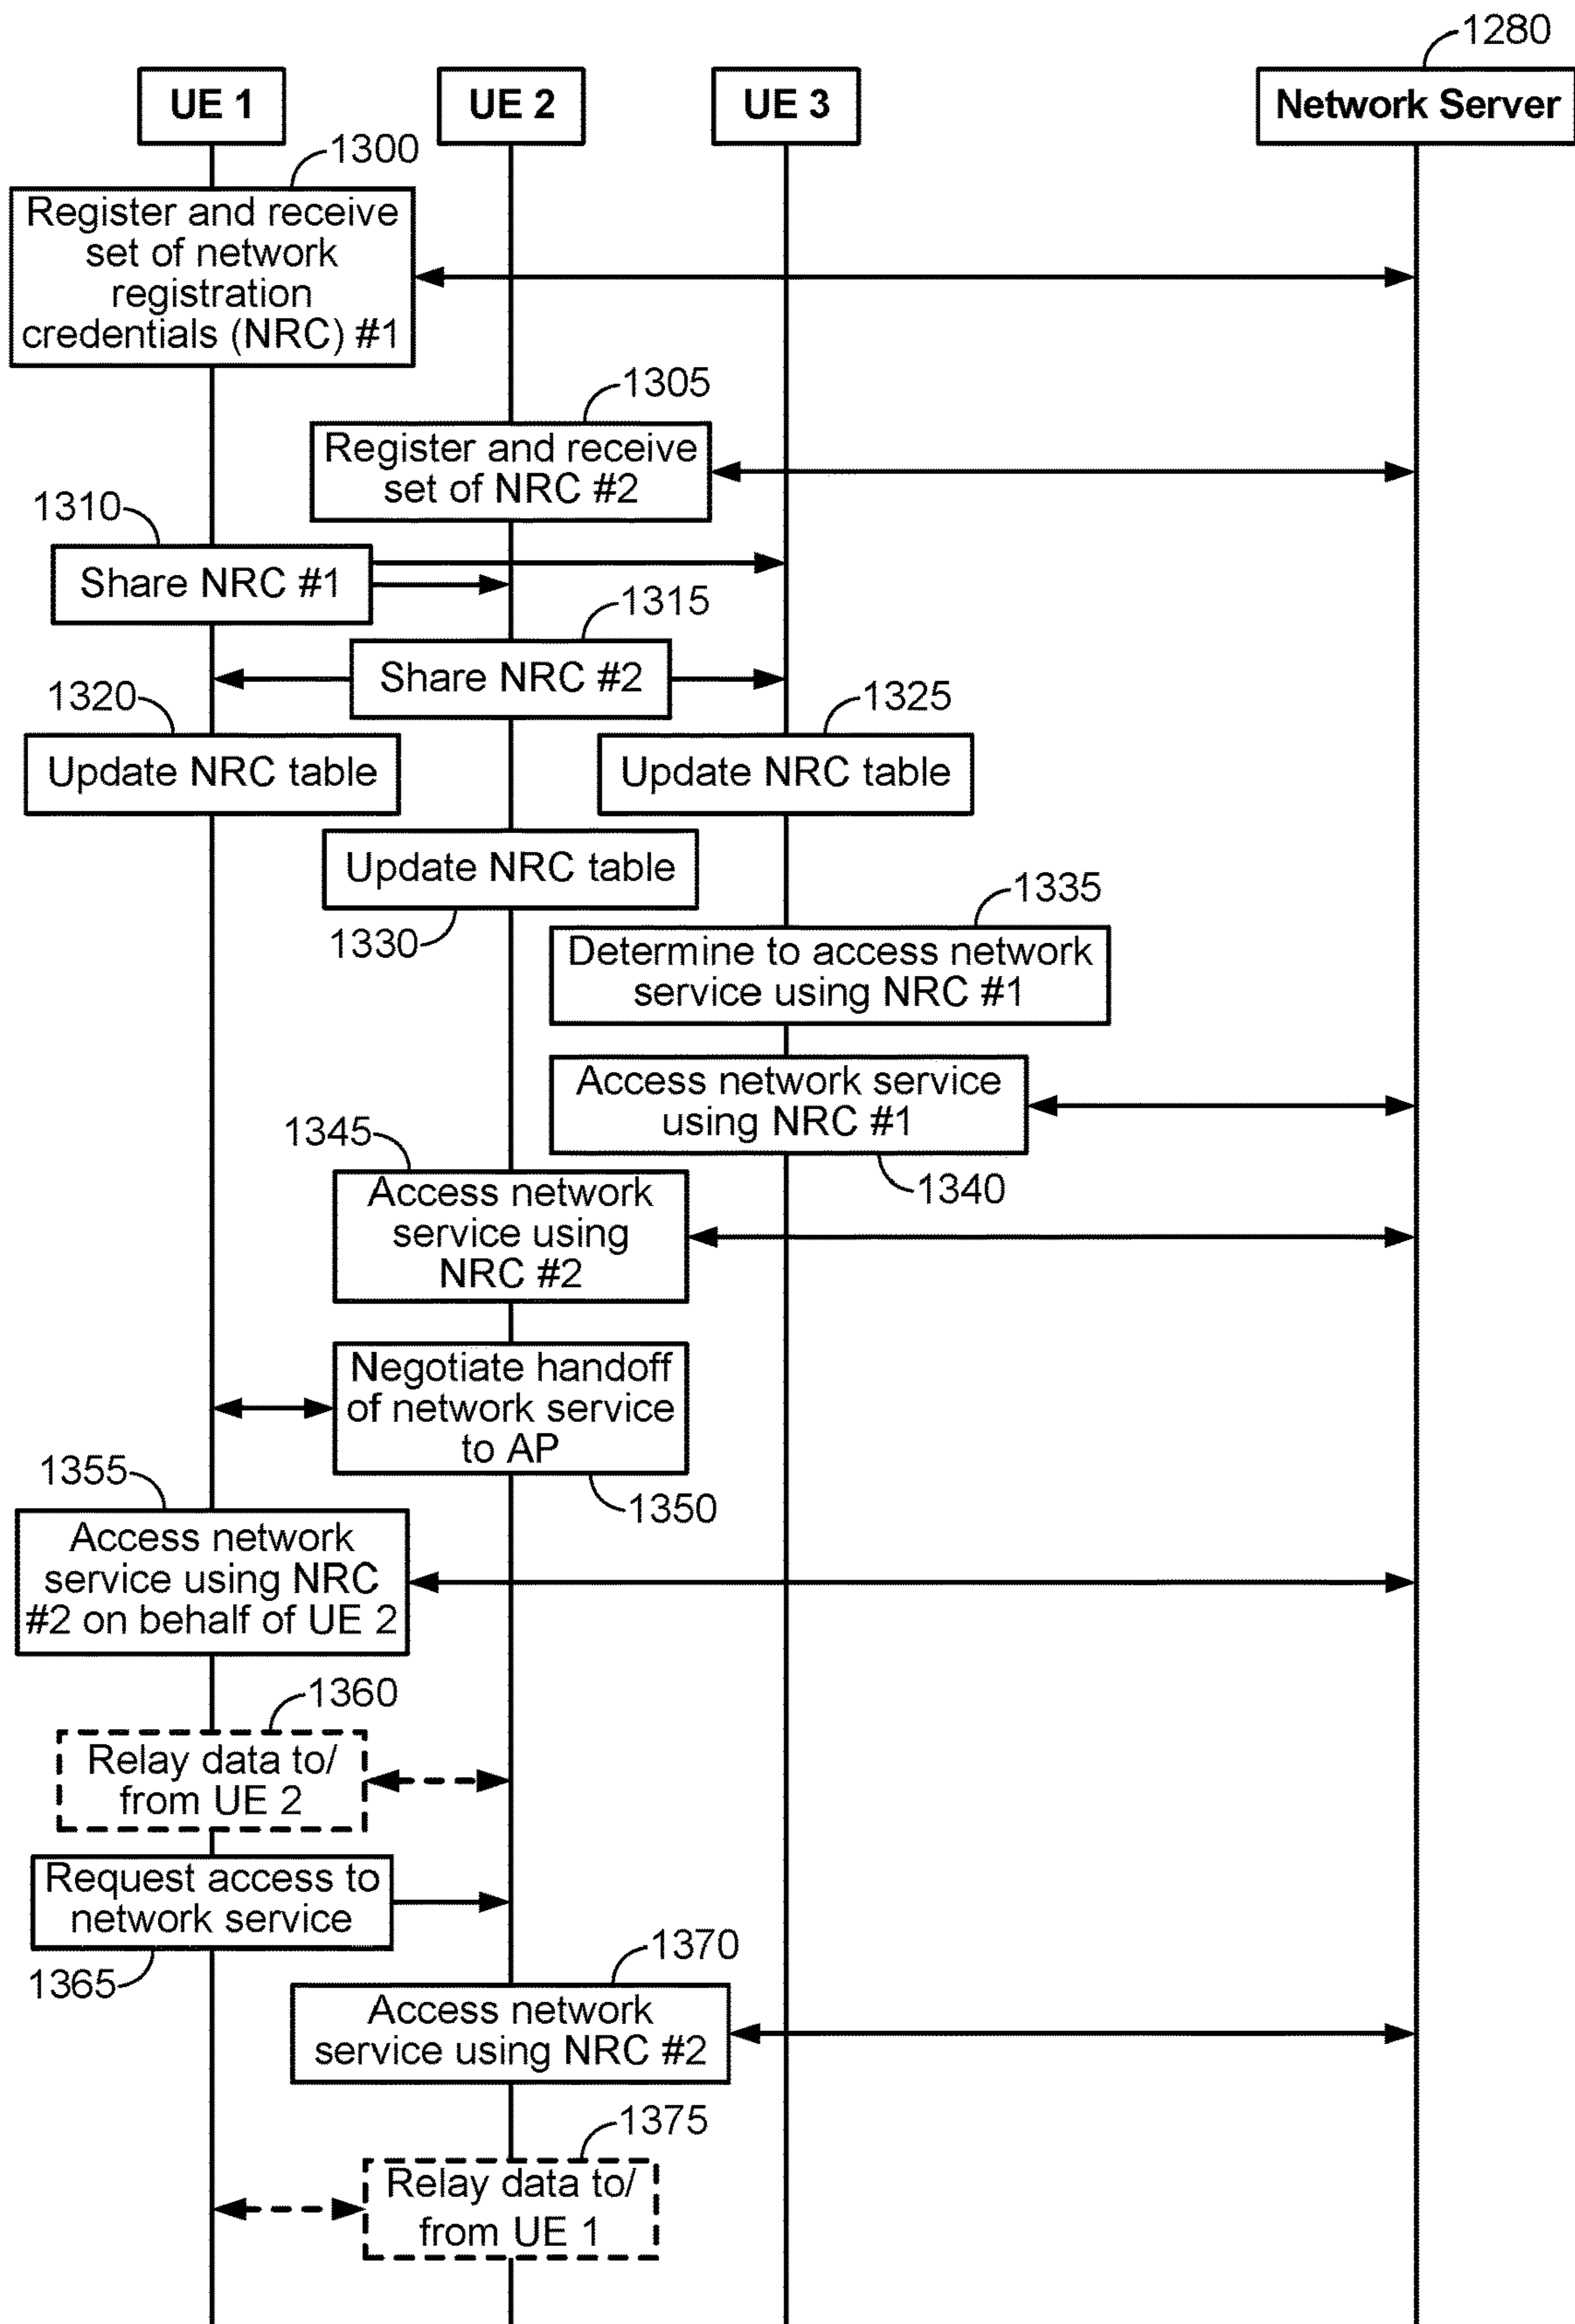 1280
UE 1
UE 2
UE 3
Network Server
1300
Register and receive
set of network
registration
credentials (NRC) #1
1305
Register and receive
set of NRC #2
1310
Share NRC #1
1315
Share NRC #2
1320
Update NRC table
1325
Update NRC table
Update NRC table
1330
1335
Determine to access network
service using NRC #1
Access network service
using NRC #1
1340
1345
Access network
service using
NRC #2
Negotiate handoff
of network service
to AP
1350
1355
Access network
service using NRC
#2 on behalf of UE 2
1360
Relay data to/
from UE 2
Request access to
network service
1365
1370
Access network
service using NRC #2
1375
Relay data to/
from UE 1